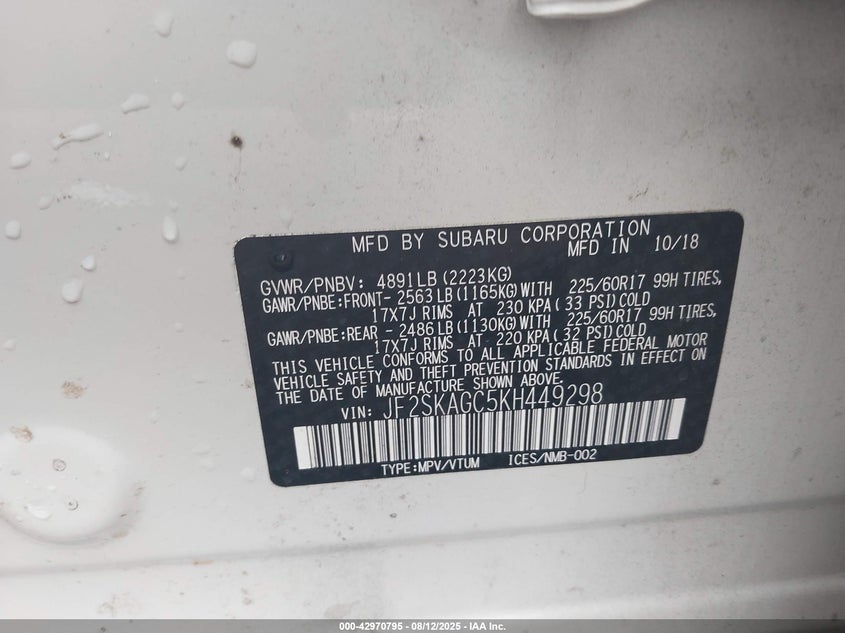 MFD BY SUBARU CORPORATION
MFD IN 10/18
GVWR/PNBV: 4891LB(2223KG)
GAWR/PNBE:FRONT- 2563LB(1165KG)WITH 225/60R17 99H TIRES,
17X7J RIMS AT 230 KPA(33 PSI)COLD
GAWR/PNBE:REAR - 2486LB(1130KG)WITH 225/60R17 99H TIRES,
17X7J RIMS AT 220 KPA(32 PSI)COLD
THIS VEHICLE CONFORMS TO ALL APPLICABLE FEDERAL MOTOR
VEHICLE SAFETY AND THEFT PREVENTION STANDARDS IN EFFECT ON
THE DATE OF MANUFACTURE SHOWN ABOVE.
VIN: JF2SKAGC5KH449298
TYPE:MPV/VTUM ICES/NMB-002
000-42970795 - 08/12/2025 - IAA Inc.